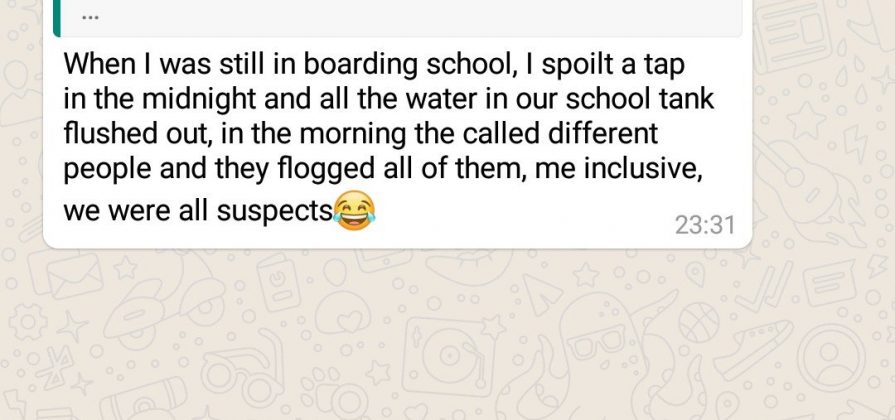 ...
When I was still in boarding school, I spoilt a tap
in the midnight and all the water in our school tank
flushed out, in the morning the called different
people and they flogged all of them, me inclusive,
we were all suspects😂
23:31